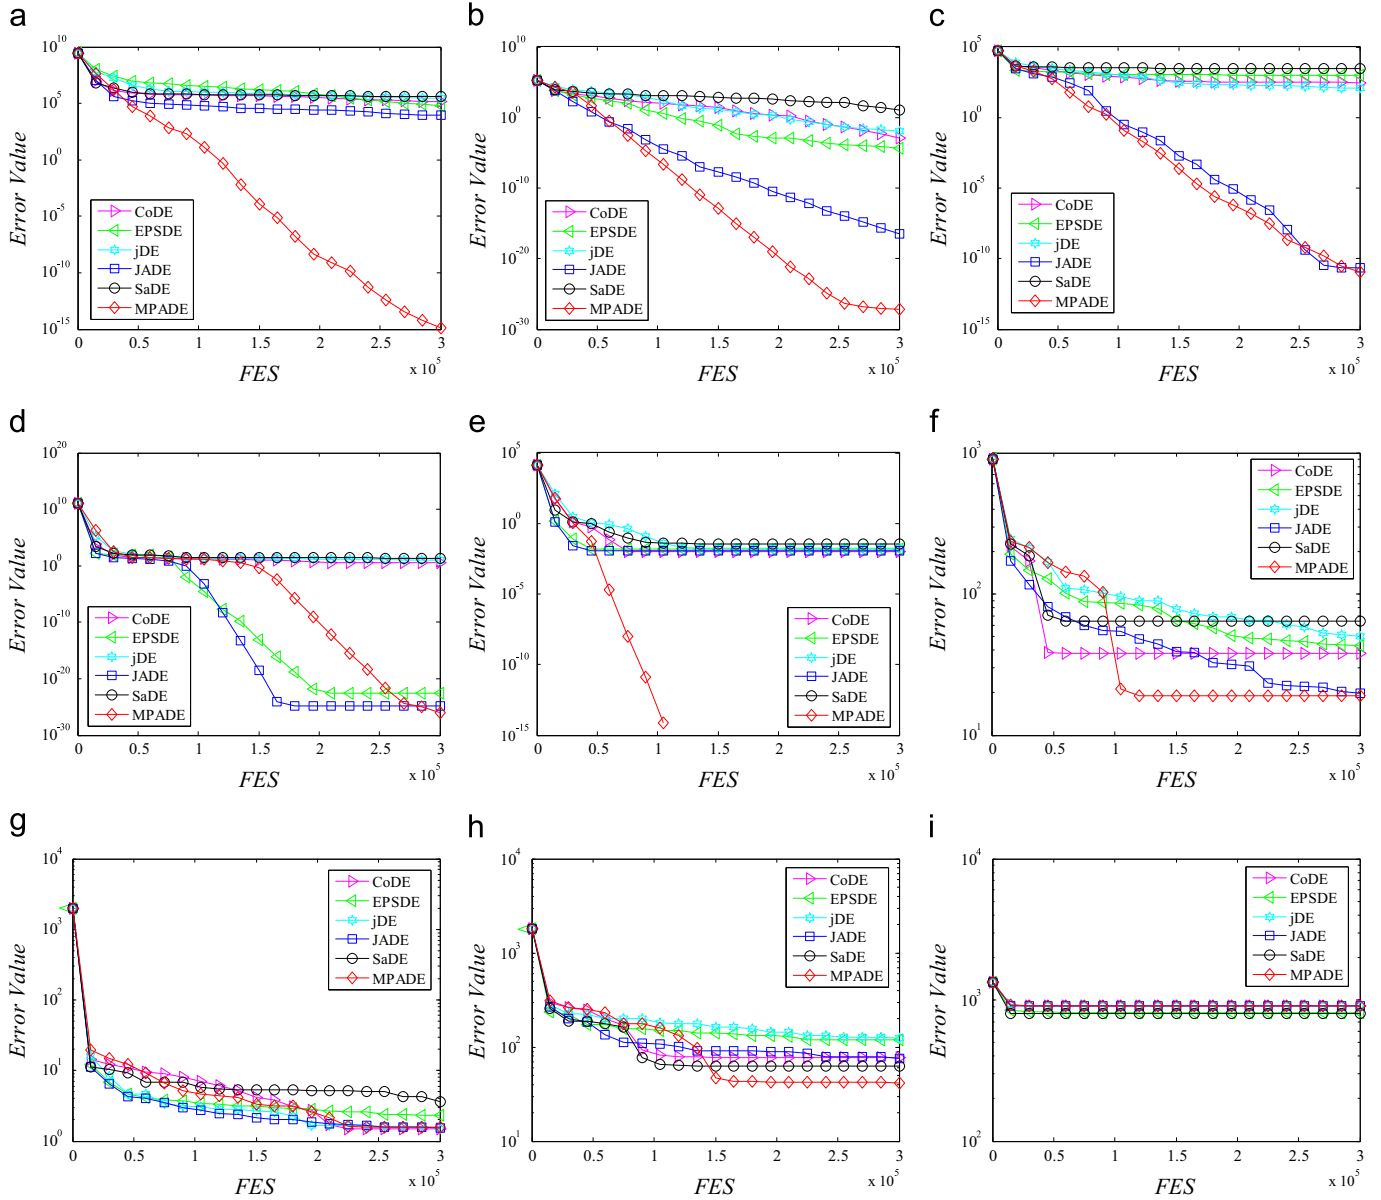 a
10^10
10^5
10^0
10^-5
10^-10
10^-15
Error Value
CoDE
EPSDE
jDE
JADE
SaDE
MPADE
0 0.5 1 1.5 2 2.5 3
x 10^5
FES
b
10^10
10^0
10^-10
10^-20
10^-30
Error Value
CoDE
EPSDE
jDE
JADE
SaDE
MPADE
0 0.5 1 1.5 2 2.5 3
x 10^5
FES
c
10^5
10^0
10^-5
10^-10
10^-15
Error Value
CoDE
EPSDE
jDE
JADE
SaDE
MPADE
0 0.5 1 1.5 2 2.5 3
x 10^5
FES
d
10^20
10^10
10^0
10^-10
10^-20
10^-30
Error Value
CoDE
EPSDE
jDE
JADE
SaDE
MPADE
0 0.5 1 1.5 2 2.5 3
x 10^5
FES
e
10^5
10^0
10^-5
10^-10
10^-15
Error Value
CoDE
EPSDE
jDE
JADE
SaDE
MPADE
0 0.5 1 1.5 2 2.5 3
x 10^5
FES
f
10^3
10^2
10^1
Error Value
CoDE
EPSDE
jDE
JADE
SaDE
MPADE
0 0.5 1 1.5 2 2.5 3
x 10^5
FES
g
10^4
10^3
10^2
10^1
10^0
Error Value
CoDE
EPSDE
jDE
JADE
SaDE
MPADE
0 0.5 1 1.5 2 2.5 3
x 10^5
FES
h
10^4
10^3
10^2
10^1
Error Value
CoDE
EPSDE
jDE
JADE
SaDE
MPADE
0 0.5 1 1.5 2 2.5 3
x 10^5
FES
i
10^4
10^3
10^2
Error Value
CoDE
EPSDE
jDE
JADE
SaDE
MPADE
0 0.5 1 1.5 2 2.5 3
x 10^5
FES